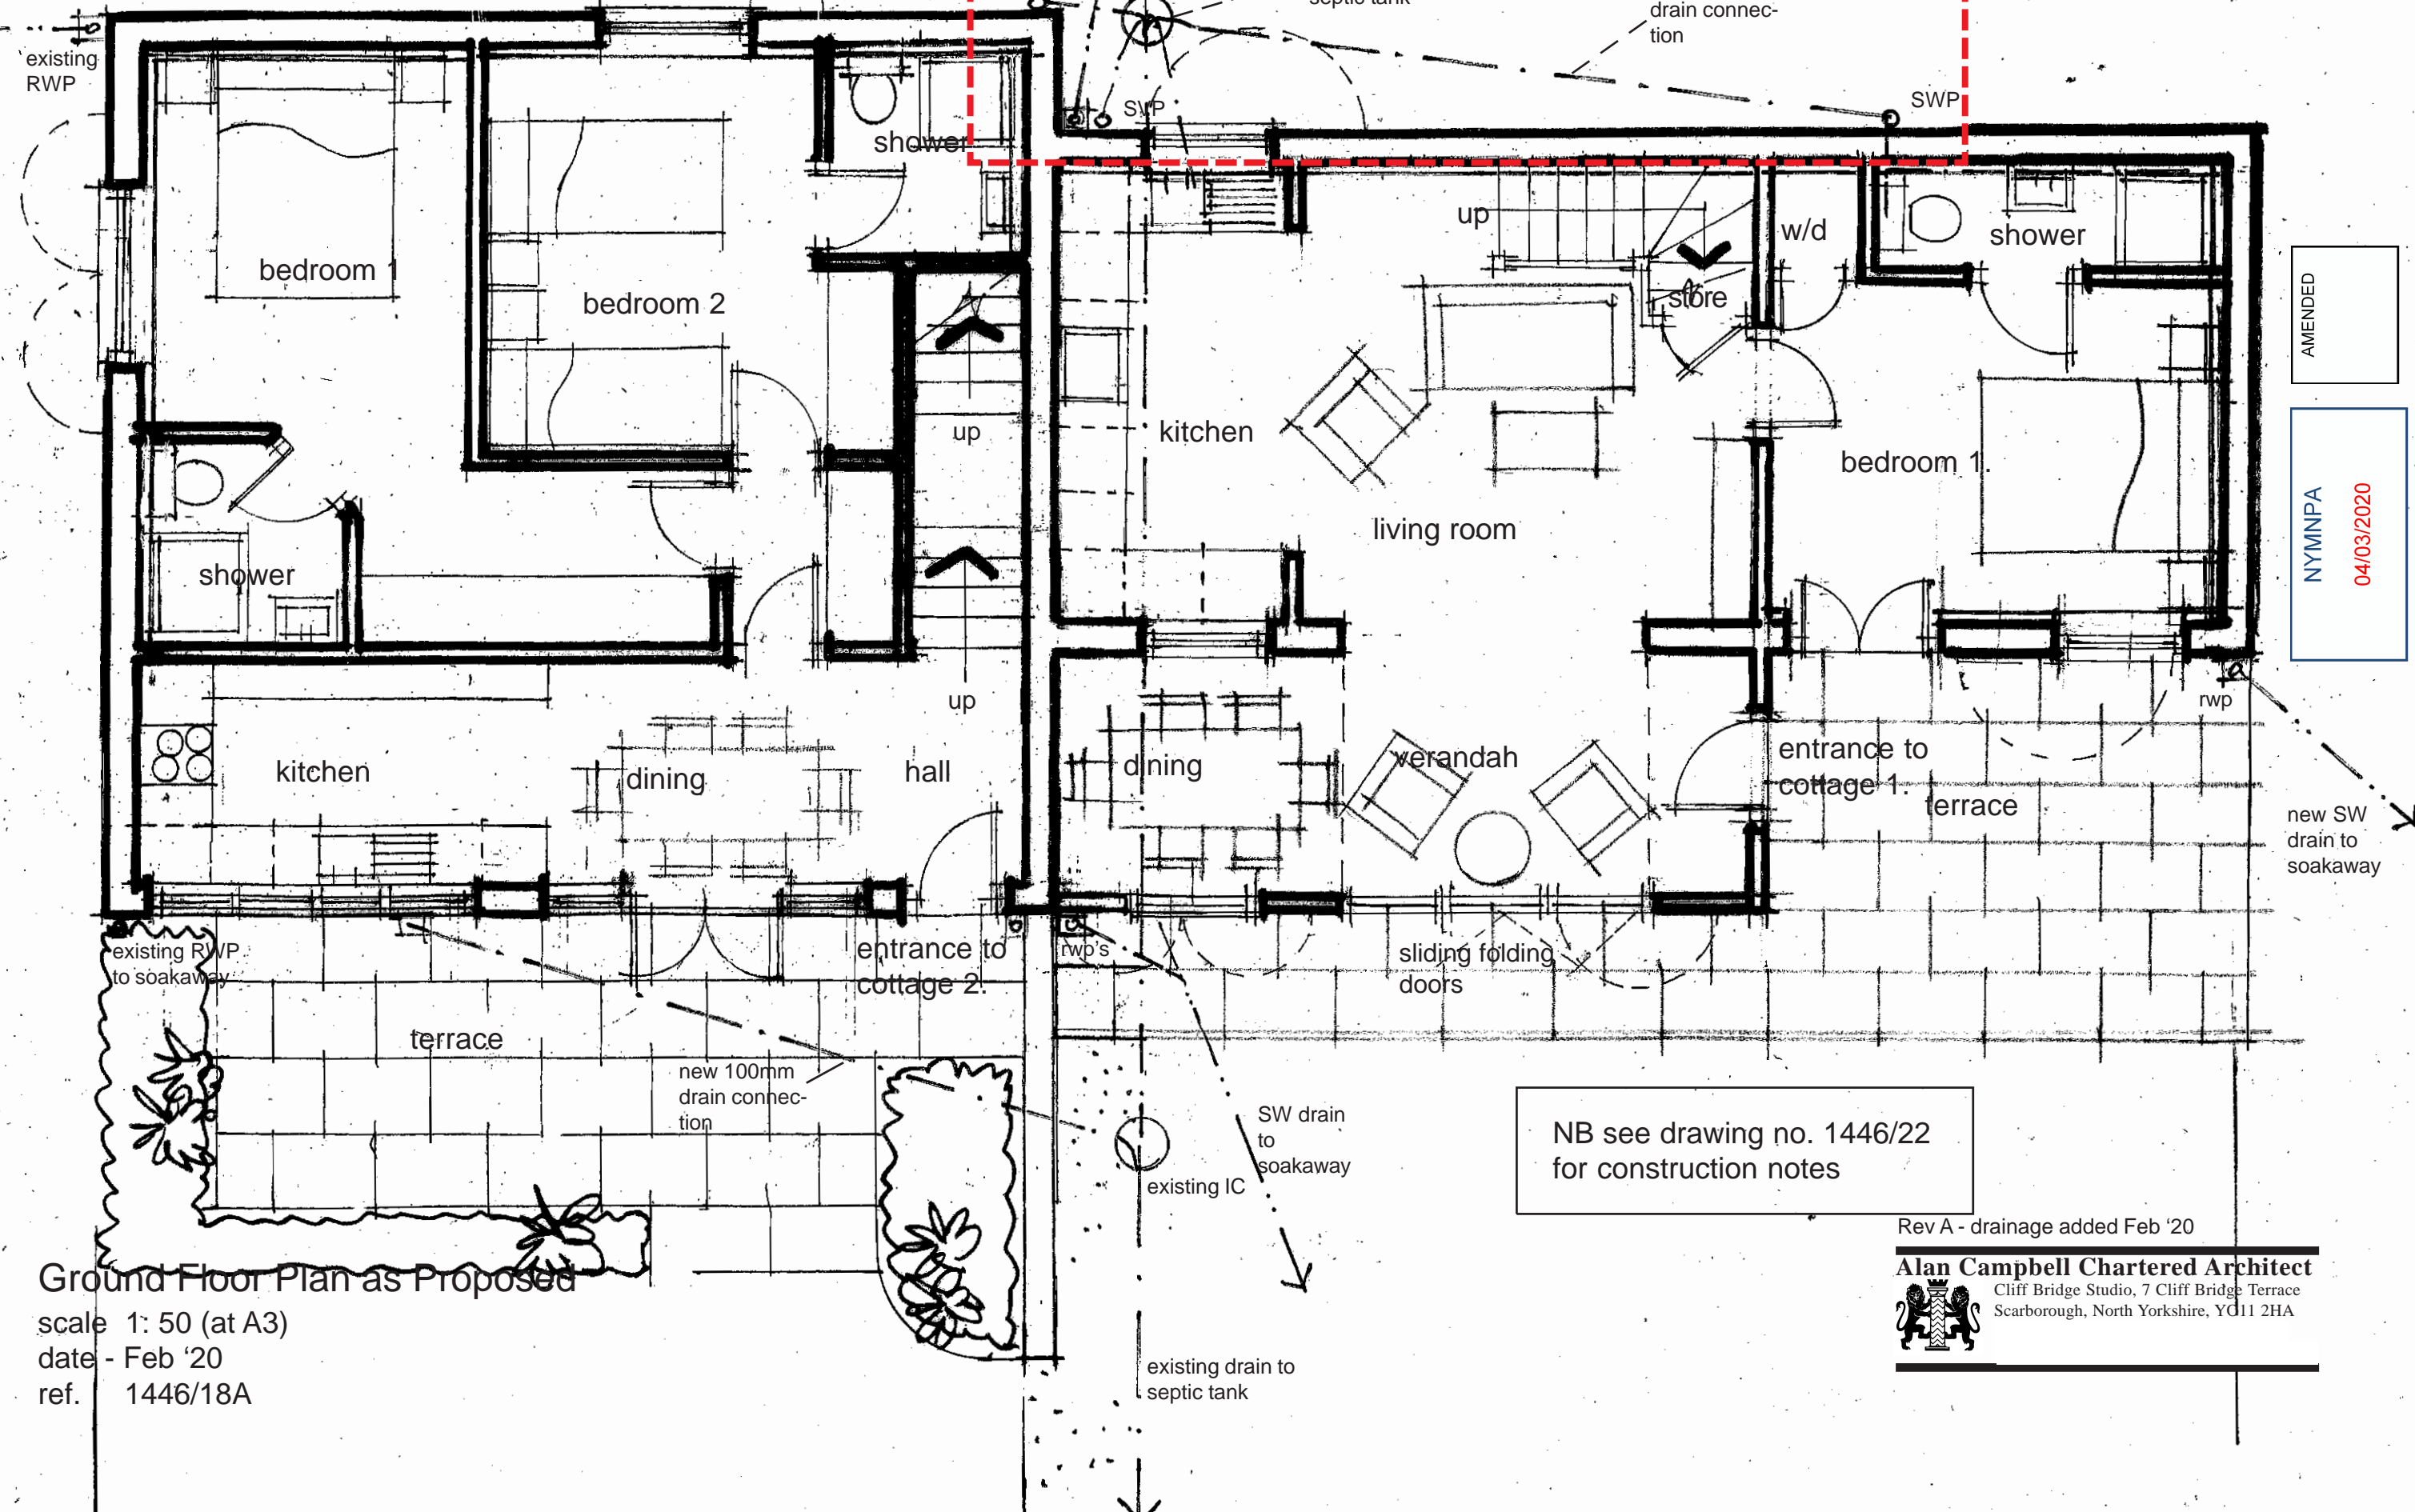 septic tank
drain connec-
tion
existing
RWP
SVP
SWP
shower
up
w/d
shower
bedroom 1
bedroom 2
store
AMENDED
up
kitchen
bedroom 1.
living room
NYMNPA
04/03/2020
shower
up
rwp
kitchen
dining
hall
dining
verandah
entrance to
cottage 1.
terrace
new SW
drain to
soakaway
existing RWP
to soakaway
entrance to
cottage 2.
rwp's
sliding folding
doors
terrace
new 100mm
drain connec-
tion
SW drain
to
soakaway
existing IC
NB see drawing no. 1446/22
for construction notes
Rev A - drainage added Feb ‘20
Alan Campbell Chartered Architect
Cliff Bridge Studio, 7 Cliff Bridge Terrace
Scarborough, North Yorkshire, YO11 2HA
Ground Floor Plan as Proposed
scale 1: 50 (at A3)
date - Feb ‘20
ref. 1446/18A
existing drain to
septic tank